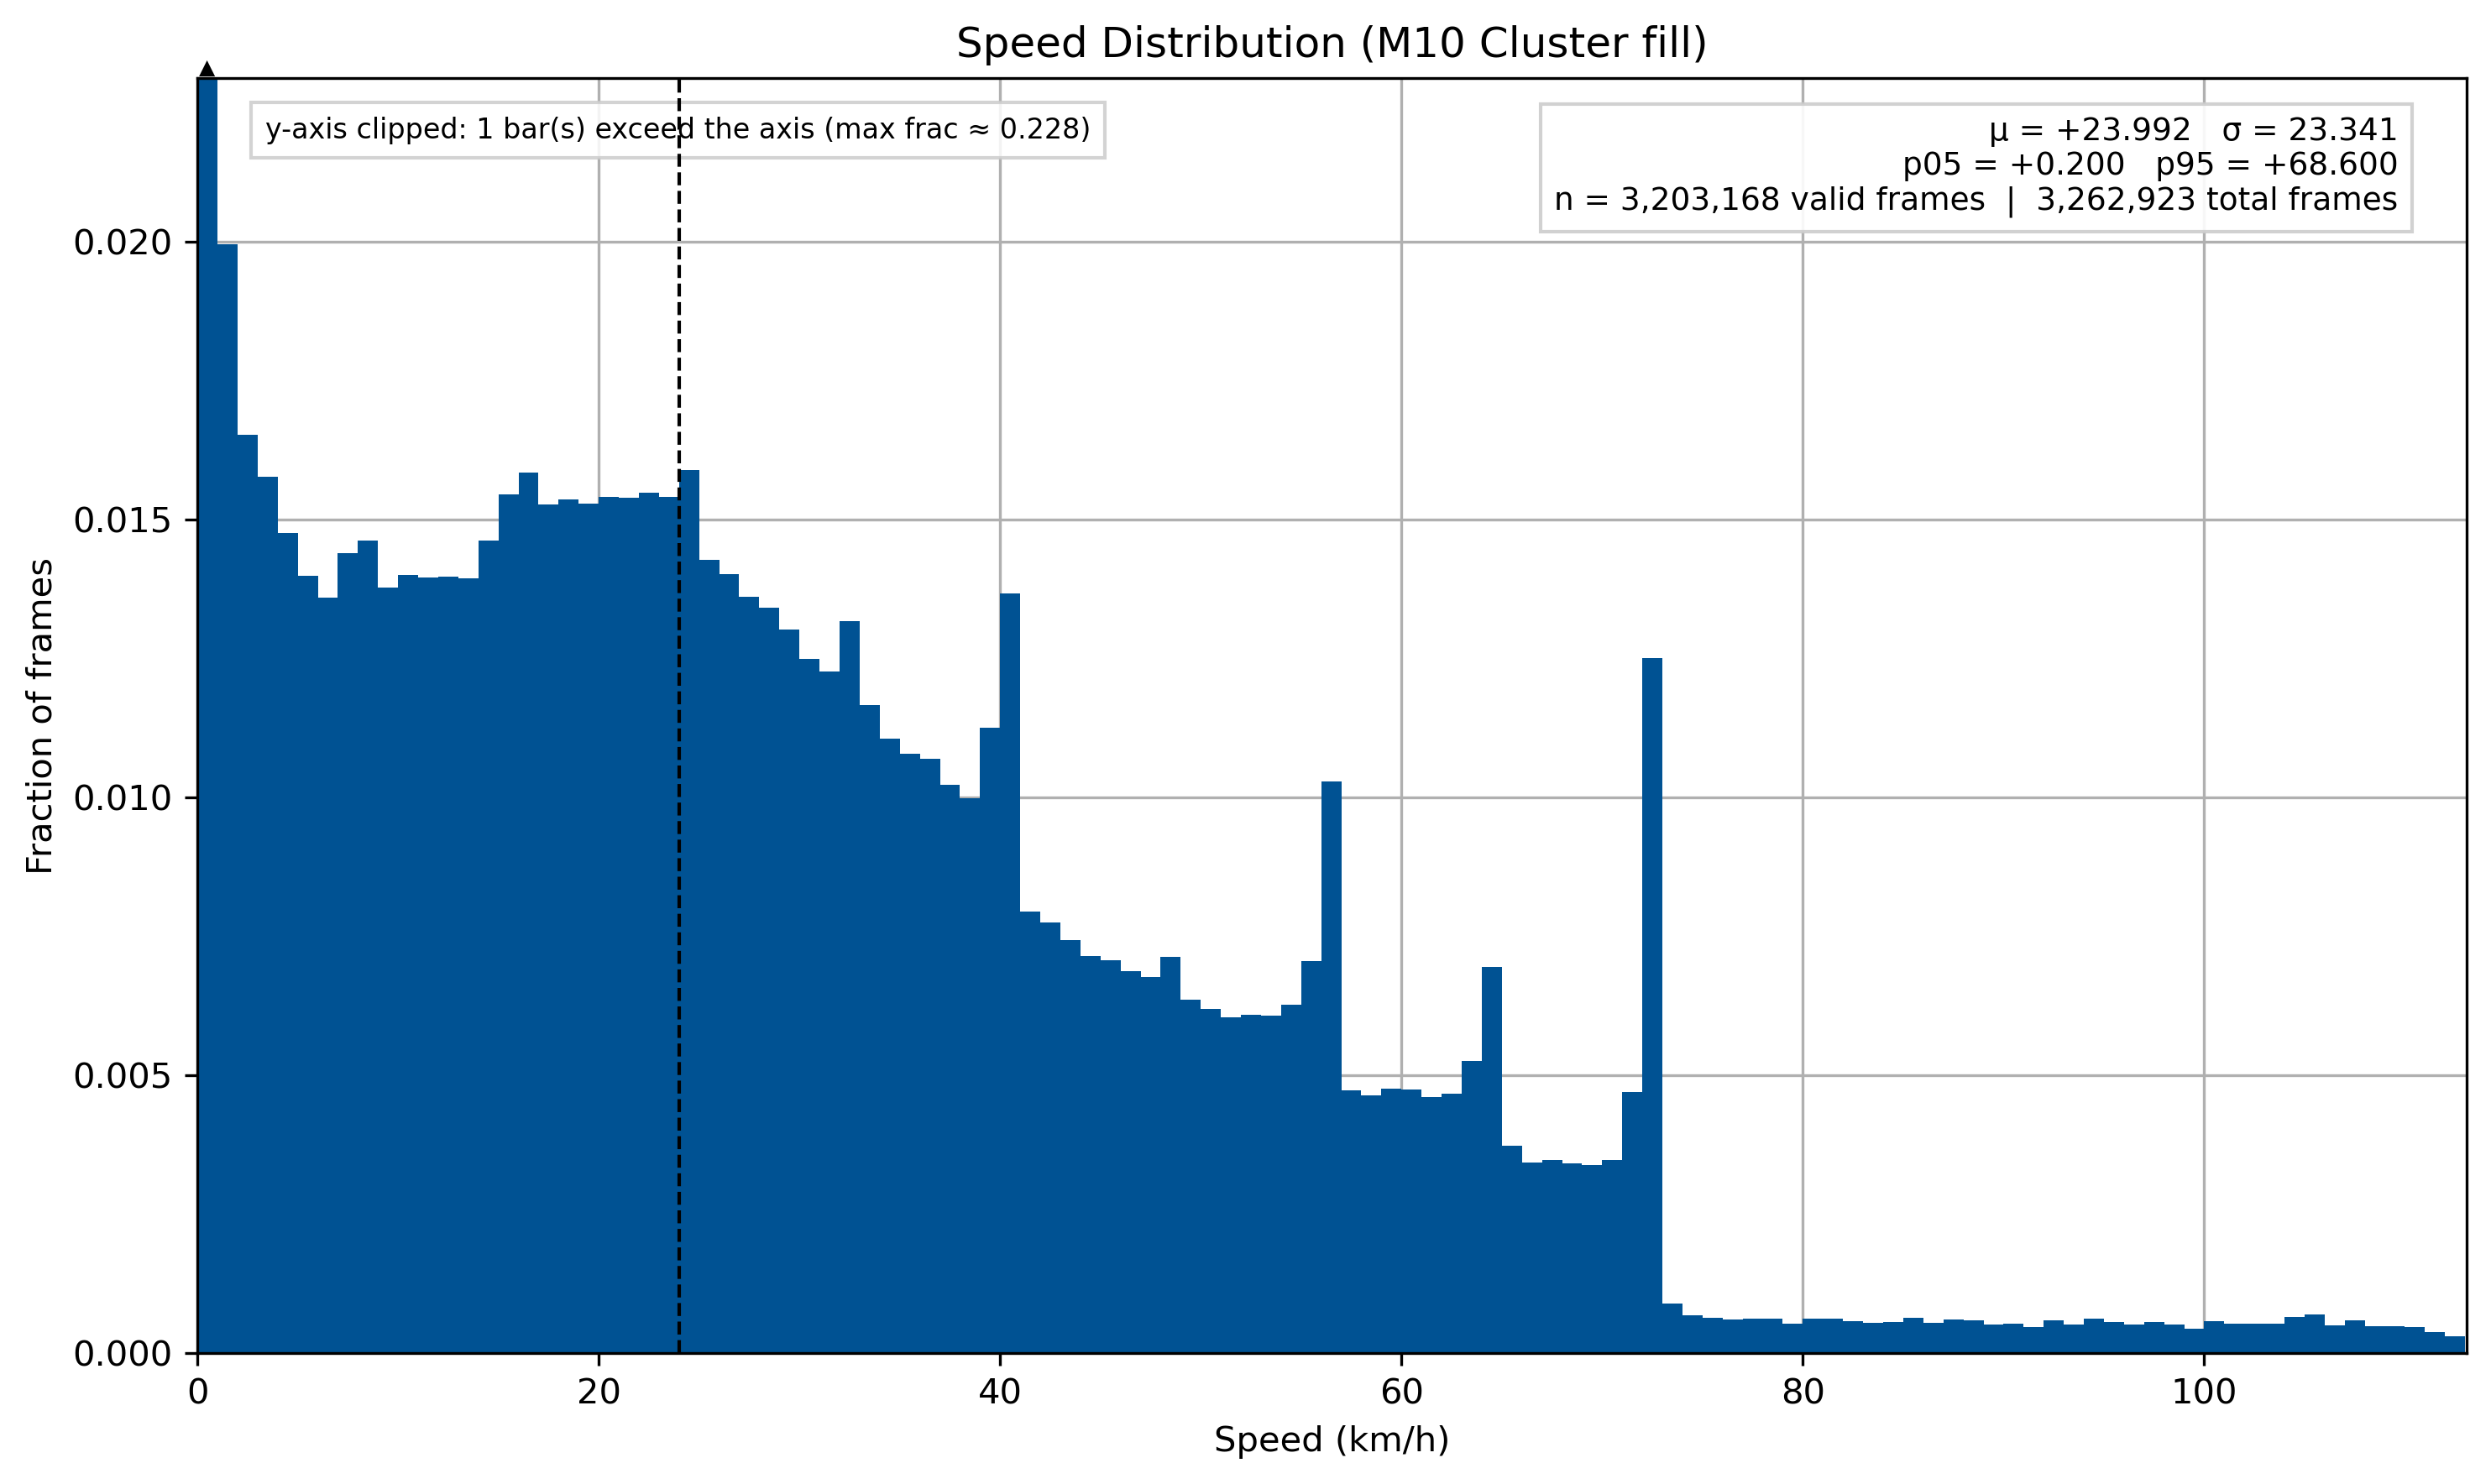 Speed Distribution (M10 Cluster fill)
y-axis clipped: 1 bar(s) exceed the axis (max frac ≈ 0.228)
μ = +23.992   σ = 23.341
p05 = +0.200   p95 = +68.600
n = 3,203,168 valid frames  |  3,262,923 total frames
Fraction of frames
0.020
0.015
0.010
0.005
0.000
0 20 40 60 80 100
Speed (km/h)